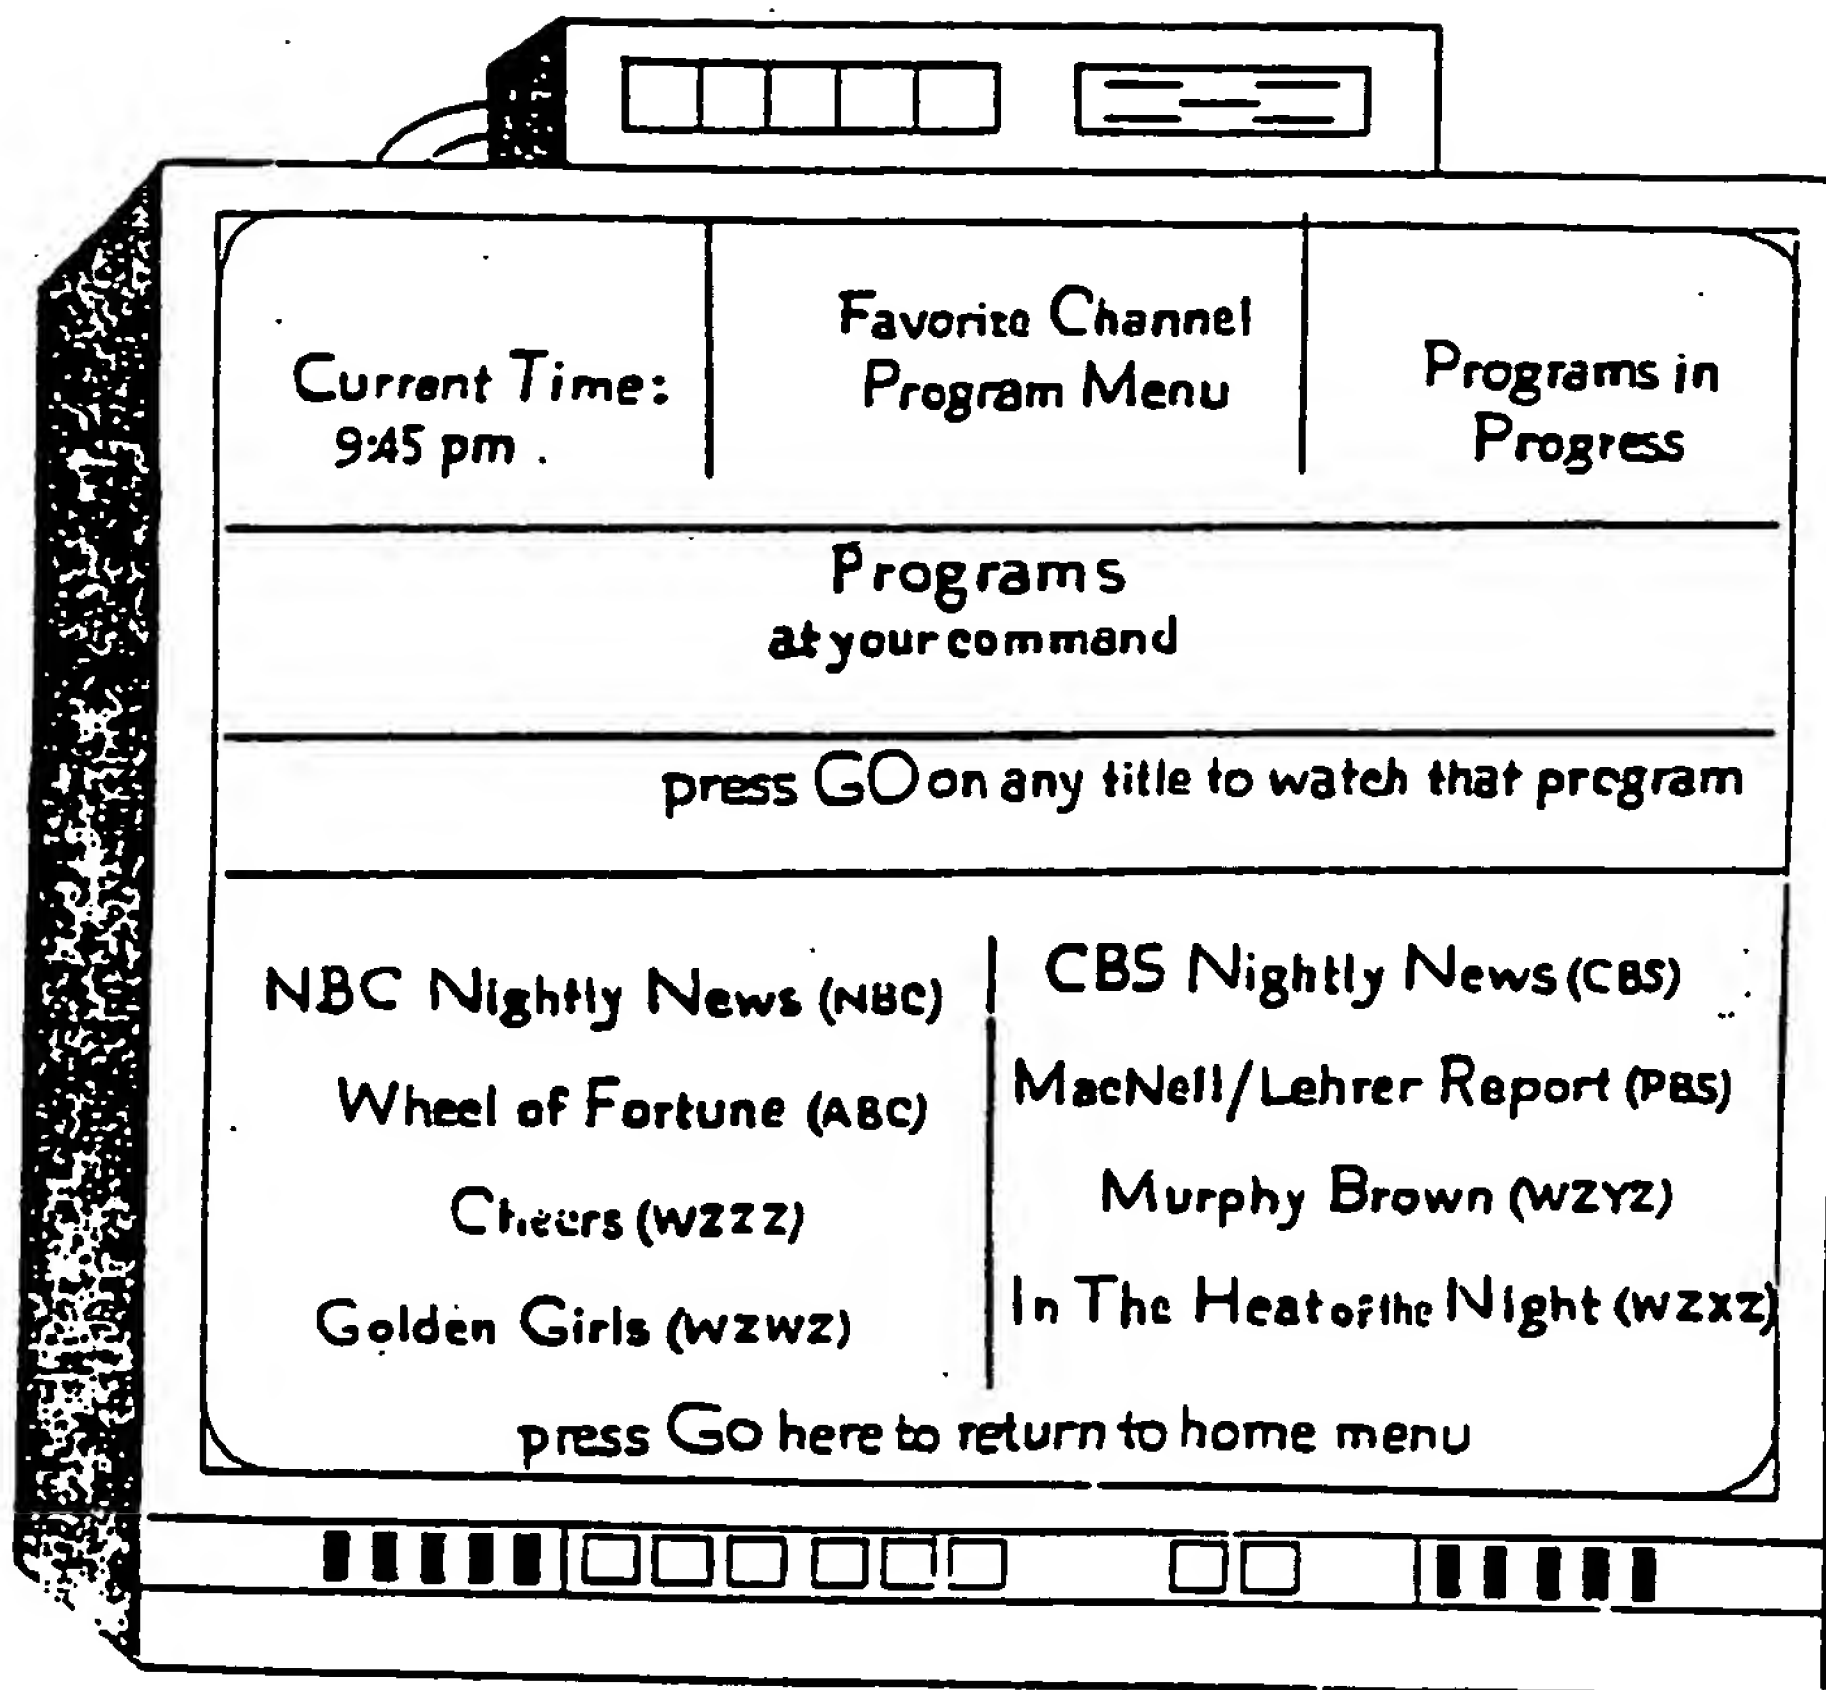 Current Time:
9:45 pm
Favorite Channel
Program Menu
Programs in
Progress
Programs
at your command
press GO on any title to watch that program
NBC Nightly News (NBC)
Wheel of Fortune (ABC)
Cheers (WZZZ)
Golden Girls (WZWZ)
CBS Nightly News (CBS)
MacNell/Lehrer Report (PBS)
Murphy Brown (WZYZ)
In The Heat of the Night (WZXZ)
press Go here to return to home menu